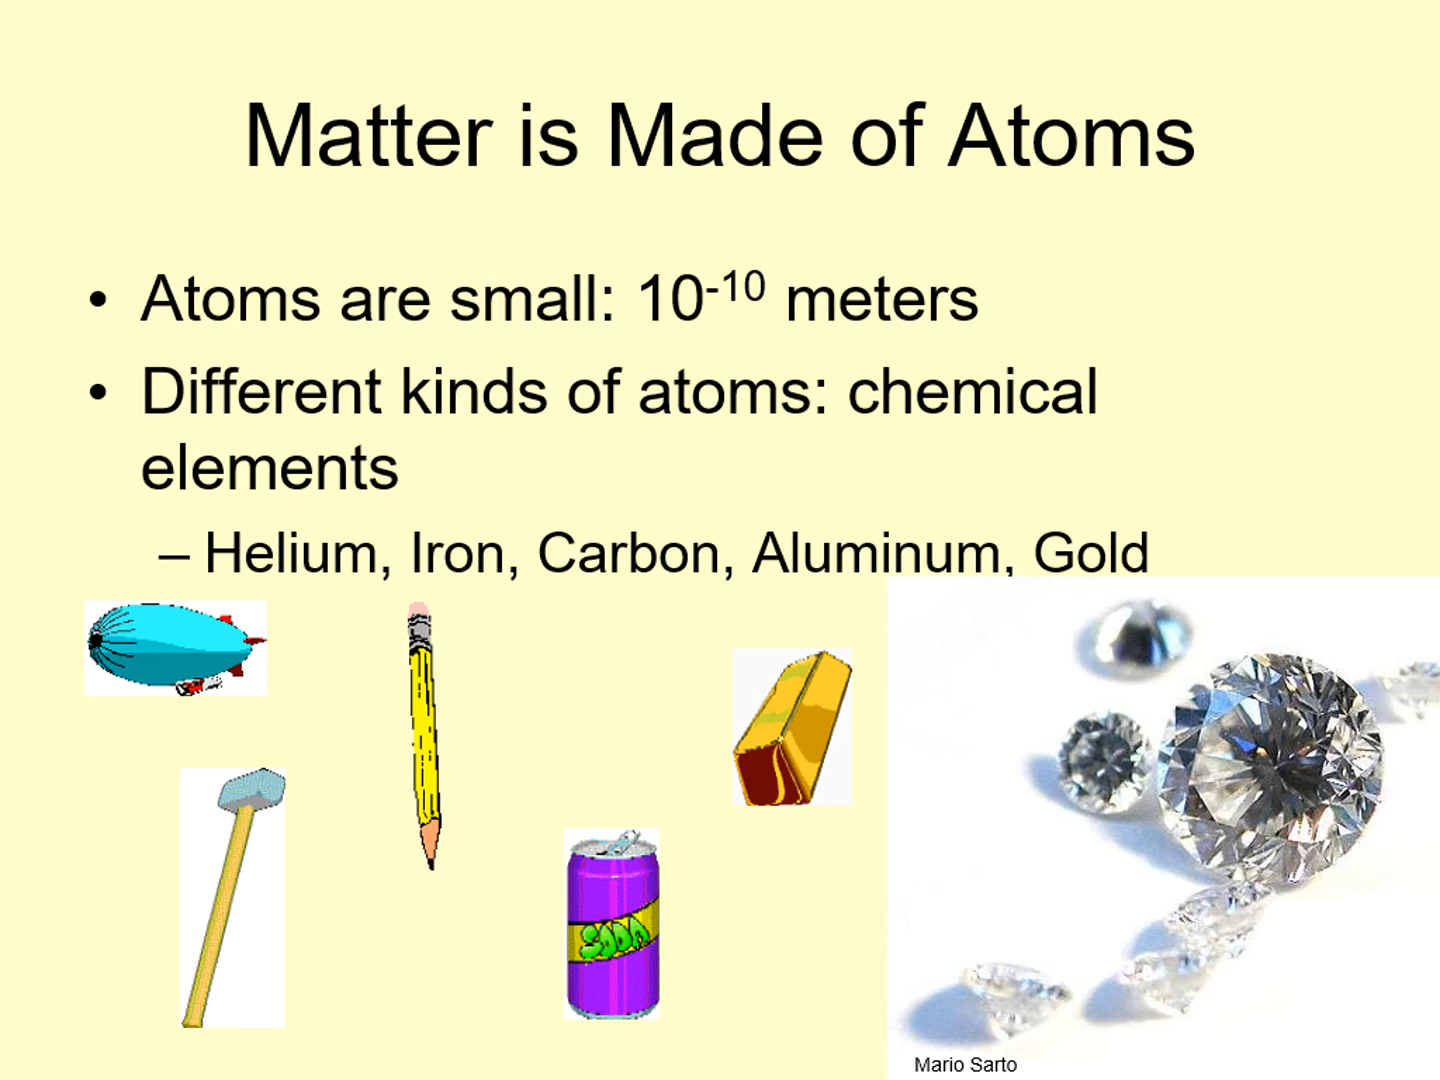 Matter is Made of Atoms
• Atoms are small: 10⁻¹⁰ meters
• Different kinds of atoms: chemical
elements
– Helium, Iron, Carbon, Aluminum, Gold
SODA
Mario Sarto